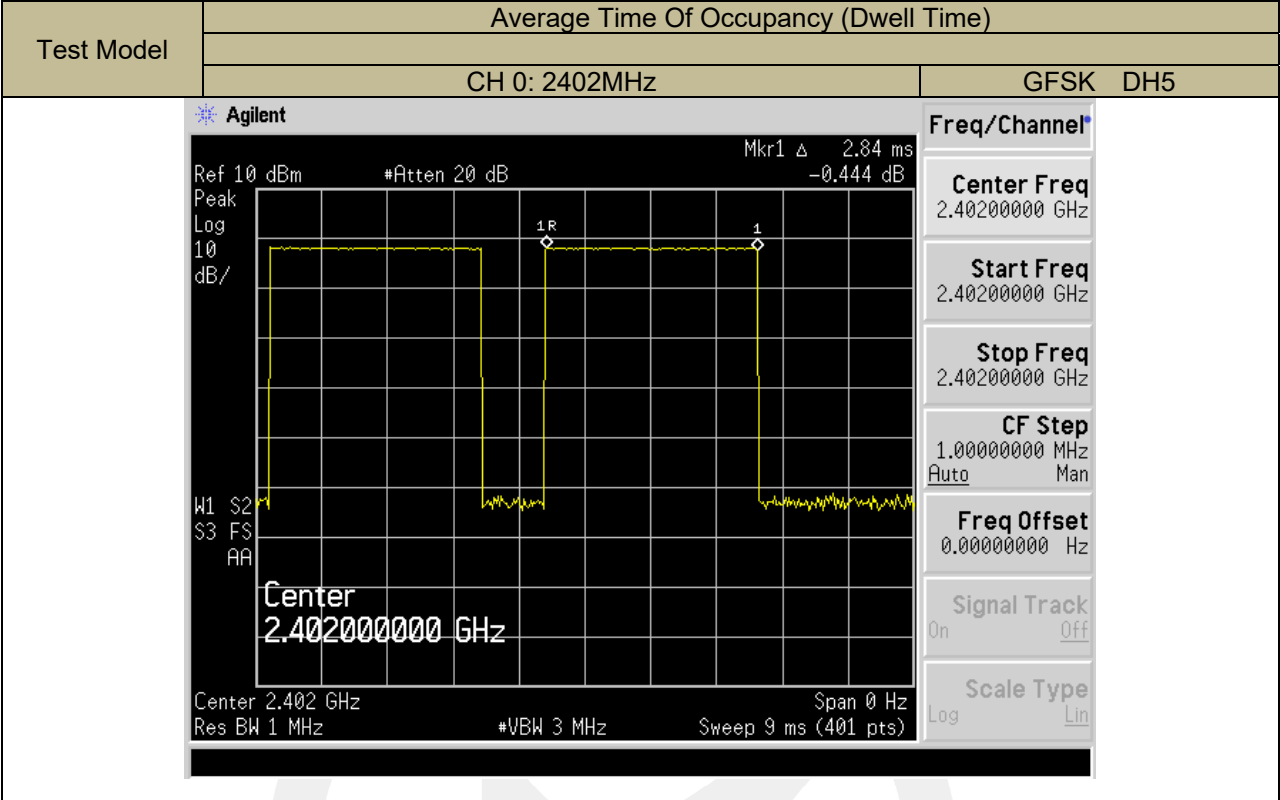 Test Model
Average Time Of Occupancy (Dwell Time)
CH 0: 2402MHz
GFSK DH5
Agilent
Mkr1 Δ 2.84 ms
Ref 10 dBm #Atten 20 dB -0.444 dB
Peak
Log
10
dB/
1R
1
W1 S2
S3 FS
AA
Center
2.402000000 GHz
Center 2.402 GHz Span 0 Hz
Res BW 1 MHz #VBW 3 MHz Sweep 9 ms (401 pts)
Freq/Channel
Center Freq
2.40200000 GHz
Start Freq
2.40200000 GHz
Stop Freq
2.40200000 GHz
CF Step
1.00000000 MHz
Auto Man
Freq Offset
0.00000000 Hz
Signal Track
On Off
Scale Type
Log Lin